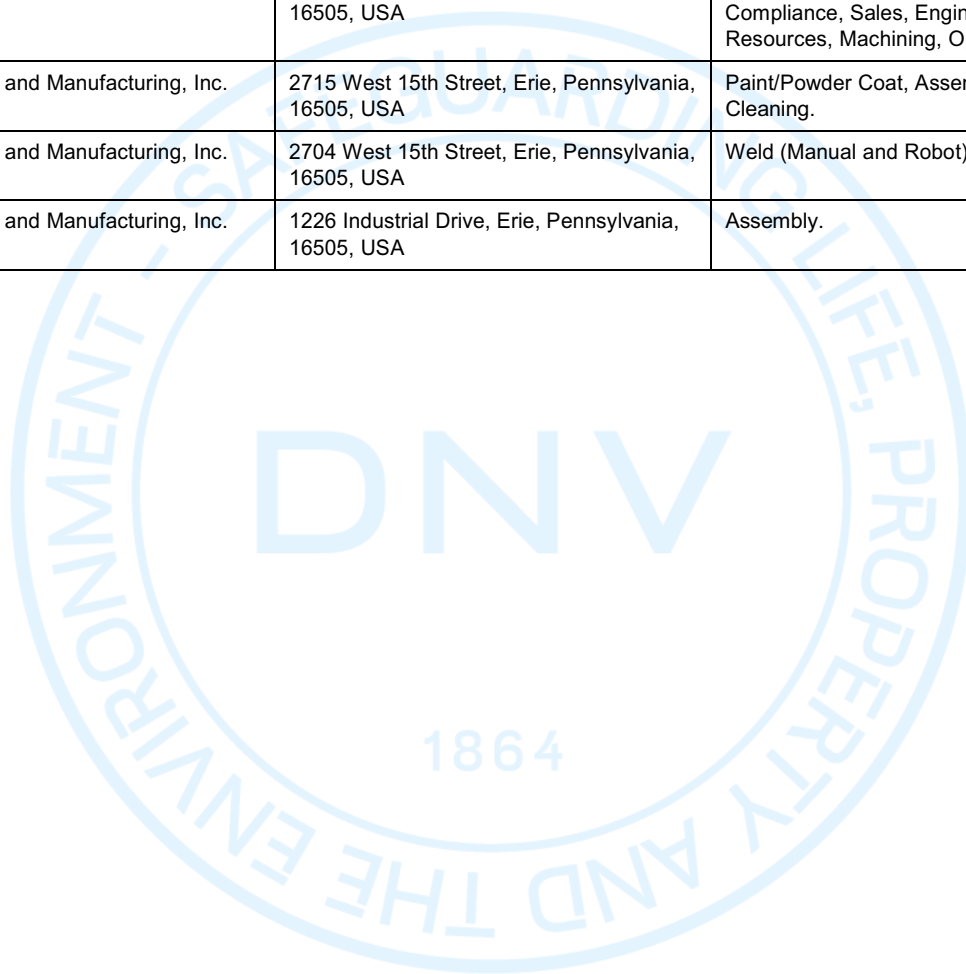 16505, USA
Compliance, Sales, Engin
Resources, Machining, O
and Manufacturing, Inc.
2715 West 15th Street, Erie, Pennsylvania,
16505, USA
Paint/Powder Coat, Asse
Cleaning.
and Manufacturing, Inc.
2704 West 15th Street, Erie, Pennsylvania,
16505, USA
Weld (Manual and Robot)
and Manufacturing, Inc.
1226 Industrial Drive, Erie, Pennsylvania,
16505, USA
Assembly.
SAFEGUARDING LIFE, PROPERTY AND THE ENVIRONMENT -
DNV
1864